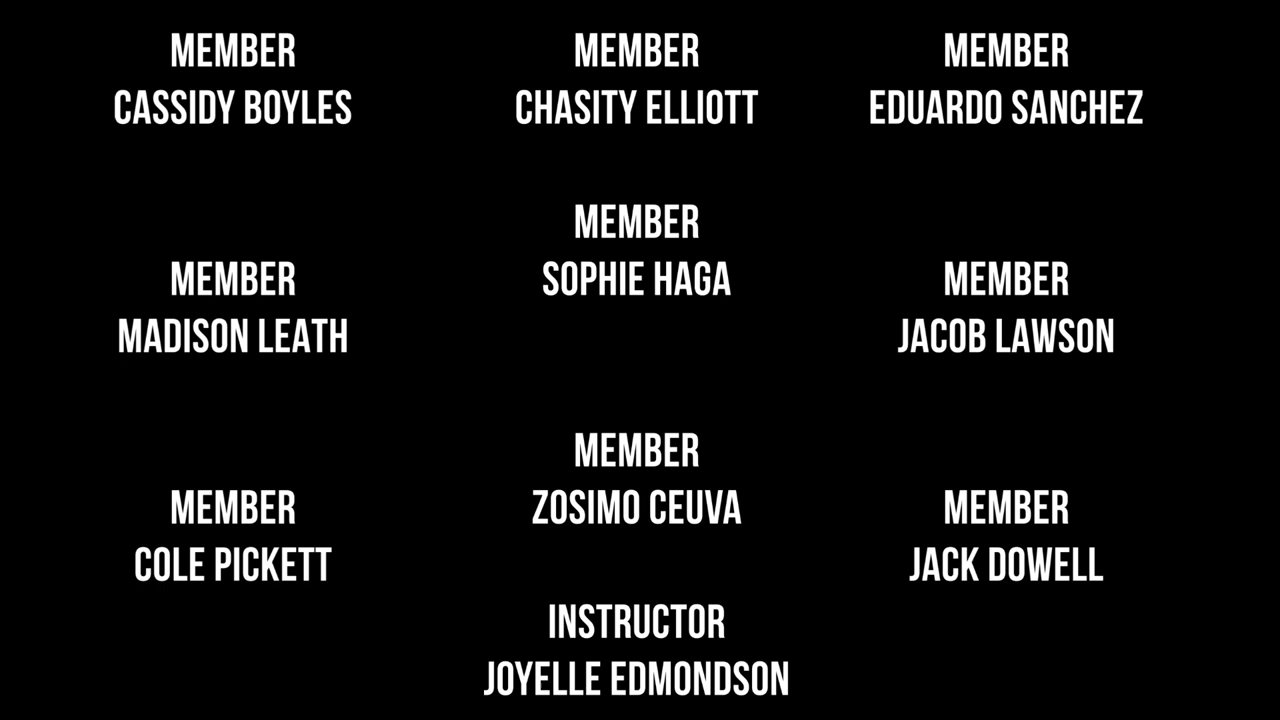 MEMBER
CASSIDY BOYLES
MEMBER
CHASITY ELLIOTT
MEMBER
EDUARDO SANCHEZ
MEMBER
SOPHIE HAGA
MEMBER
MADISON LEATH
MEMBER
JACOB LAWSON
MEMBER
ZOSIMO CEUVA
MEMBER
COLE PICKETT
MEMBER
JACK DOWELL
INSTRUCTOR
JOYELLE EDMONDSON